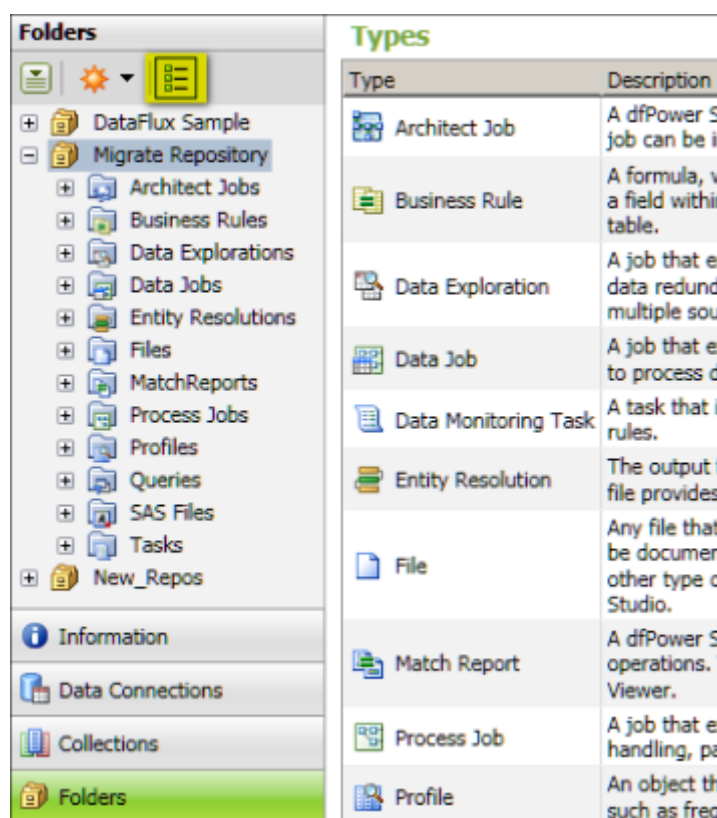 Folders
DataFlux Sample
Migrate Repository
Architect Jobs
Business Rules
Data Explorations
Data Jobs
Entity Resolutions
Files
MatchReports
Process Jobs
Profiles
Queries
SAS Files
Tasks
New_Repos
Information
Data Connections
Collections
Folders
Types
Type Description
Architect Job
A dfPower S
job can be i
Business Rule
A formula, v
a field within
table.
Data Exploration
A job that e
data redund
multiple sou
Data Job
A job that e
to process d
Data Monitoring Task
A task that i
rules.
Entity Resolution
The output f
file provides
File
Any file that
be documen
other type o
Studio.
Match Report
A dfPower S
operations.
Viewer.
Process Job
A job that e
handling, pa
Profile
An object th
such as freq